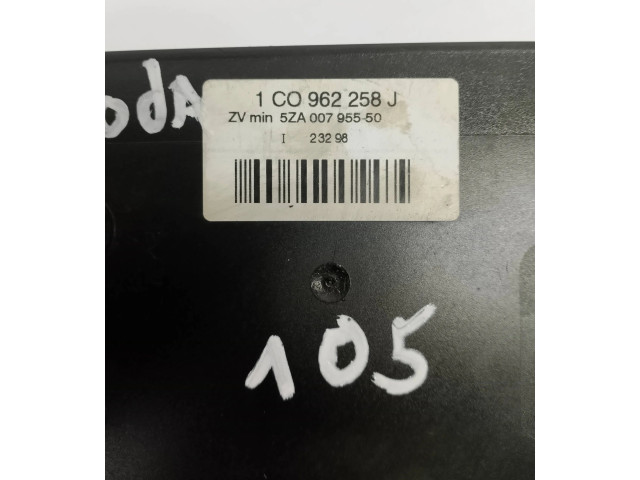 oDA
1 CO 962 258 J
ZV min 5ZA 007 955-50
I 23 2 98
105